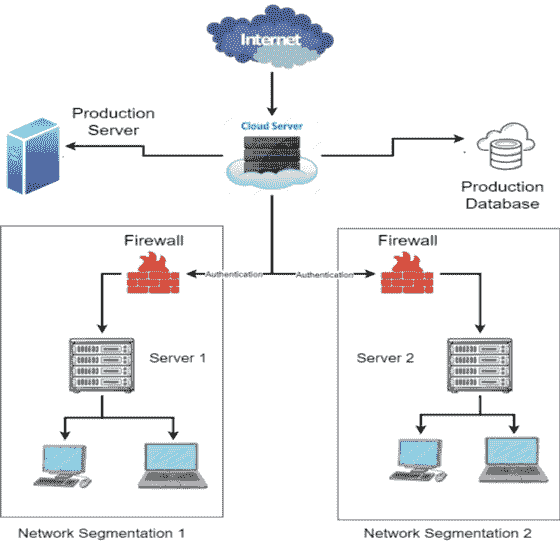 Internet
Cloud Server
Production
Server
Production
Database
Firewall
Firewall
Authentication
Authentication
Server 1
Server 2
Network Segmentation 1
Network Segmentation 2